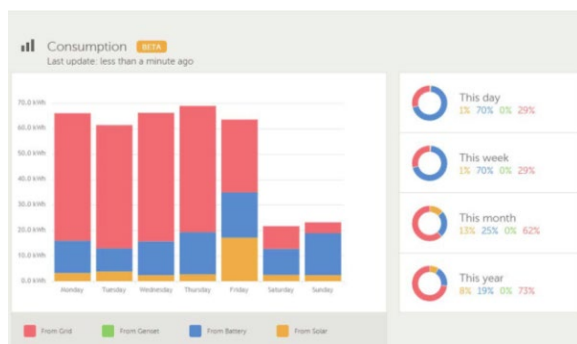 Consumption BETA
Last update: less than a minute ago
70,0 kWh
60,0 kWh
50,0 kWh
40,0 kWh
30,0 kWh
20,0 kWh
10,0 kWh
0,0 kWh
Monday Tuesday Wednesday Thursday Friday Saturday Sunday
From Grid From Genset From Battery From Solar
This day
1% 70% 0% 29%
This week
1% 70% 0% 29%
This month
13% 25% 0% 62%
This year
8% 19% 0% 73%